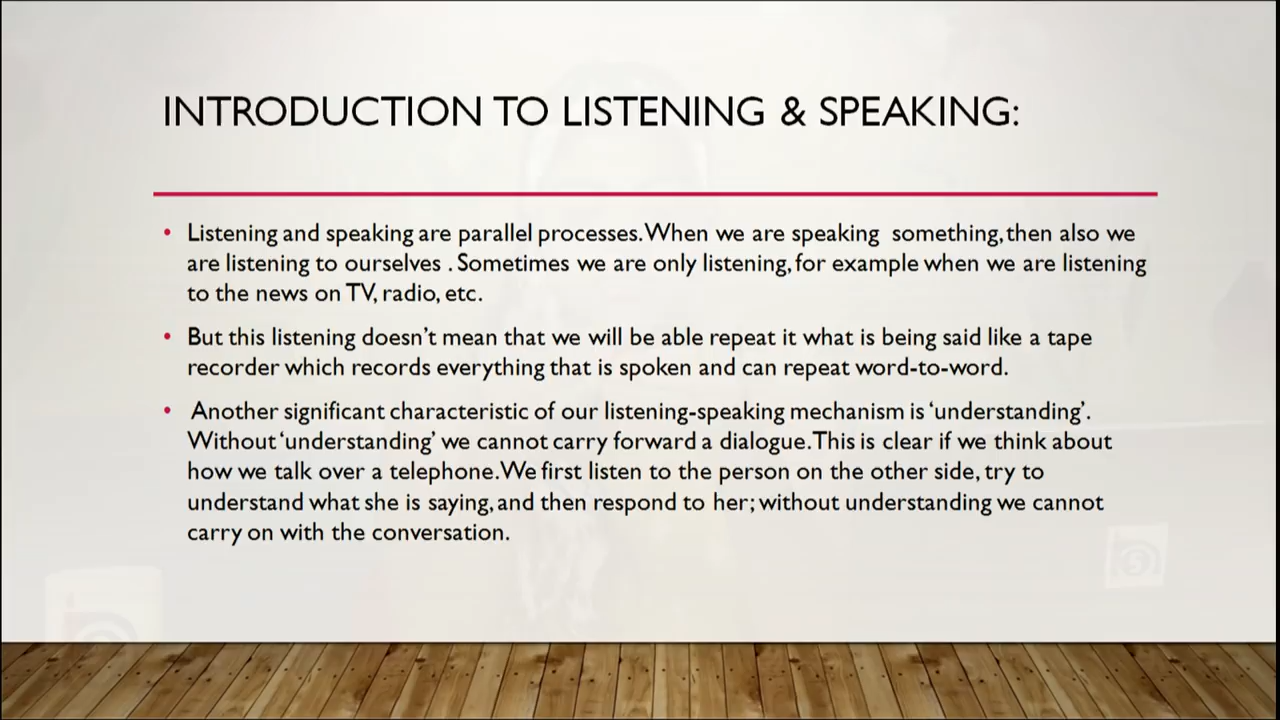 INTRODUCTION TO LISTENING & SPEAKING:
• Listening and speaking are parallel processes. When we are speaking something, then also we
are listening to ourselves . Sometimes we are only listening, for example when we are listening
to the news on TV, radio, etc.
• But this listening doesn’t mean that we will be able repeat it what is being said like a tape
recorder which records everything that is spoken and can repeat word-to-word.
• Another significant characteristic of our listening-speaking mechanism is ‘understanding’.
Without ‘understanding’ we cannot carry forward a dialogue. This is clear if we think about
how we talk over a telephone. We first listen to the person on the other side, try to
understand what she is saying, and then respond to her; without understanding we cannot
carry on with the conversation.